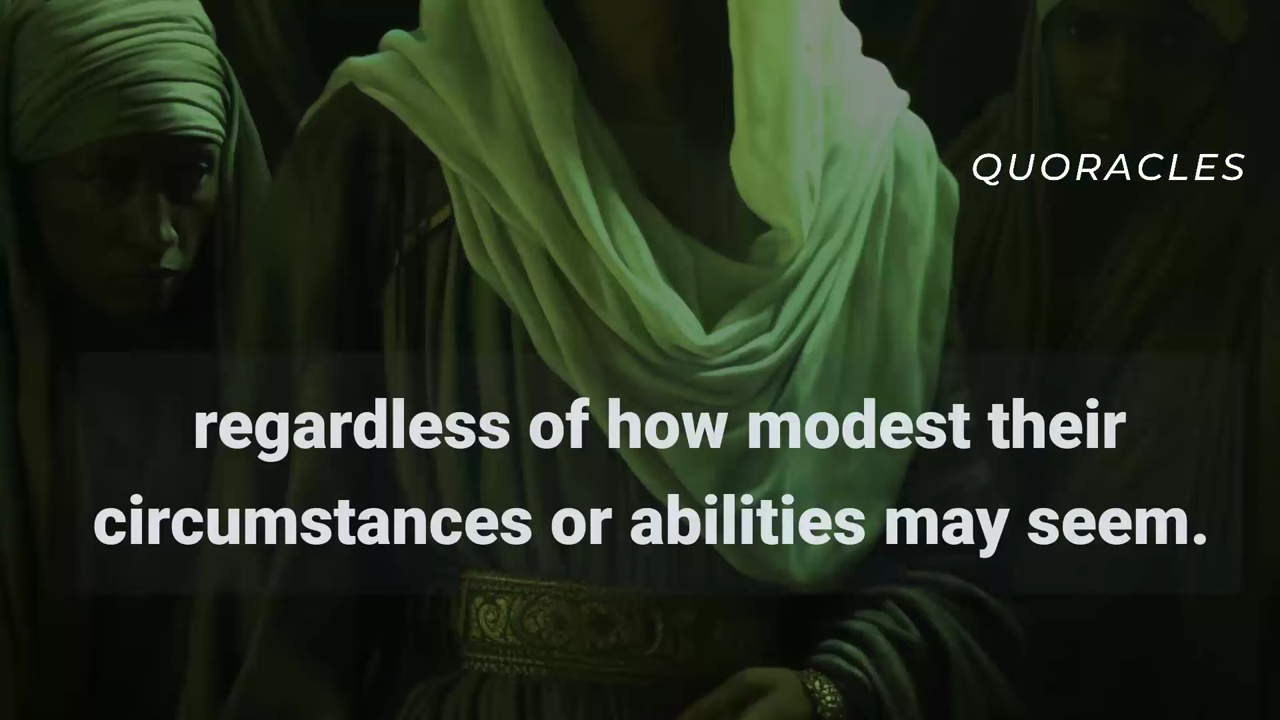 QUORACLES
regardless of how modest their
circumstances or abilities may seem.